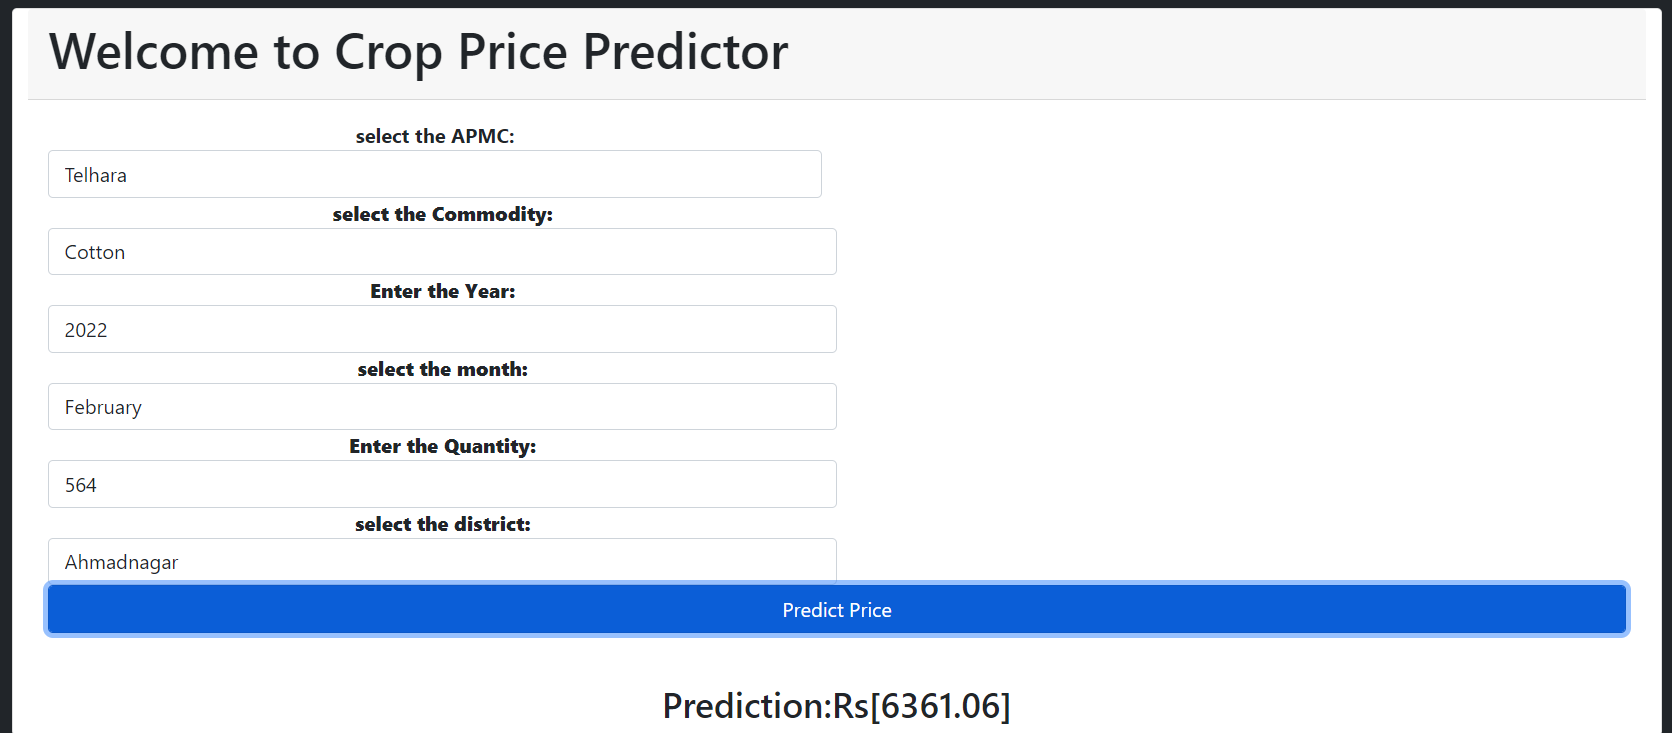 Welcome to Crop Price Predictor
select the APMC:
Telhara
select the Commodity:
Cotton
Enter the Year:
2022
select the month:
February
Enter the Quantity:
564
select the district:
Ahmadnagar
Predict Price
Prediction:Rs[6361.06]